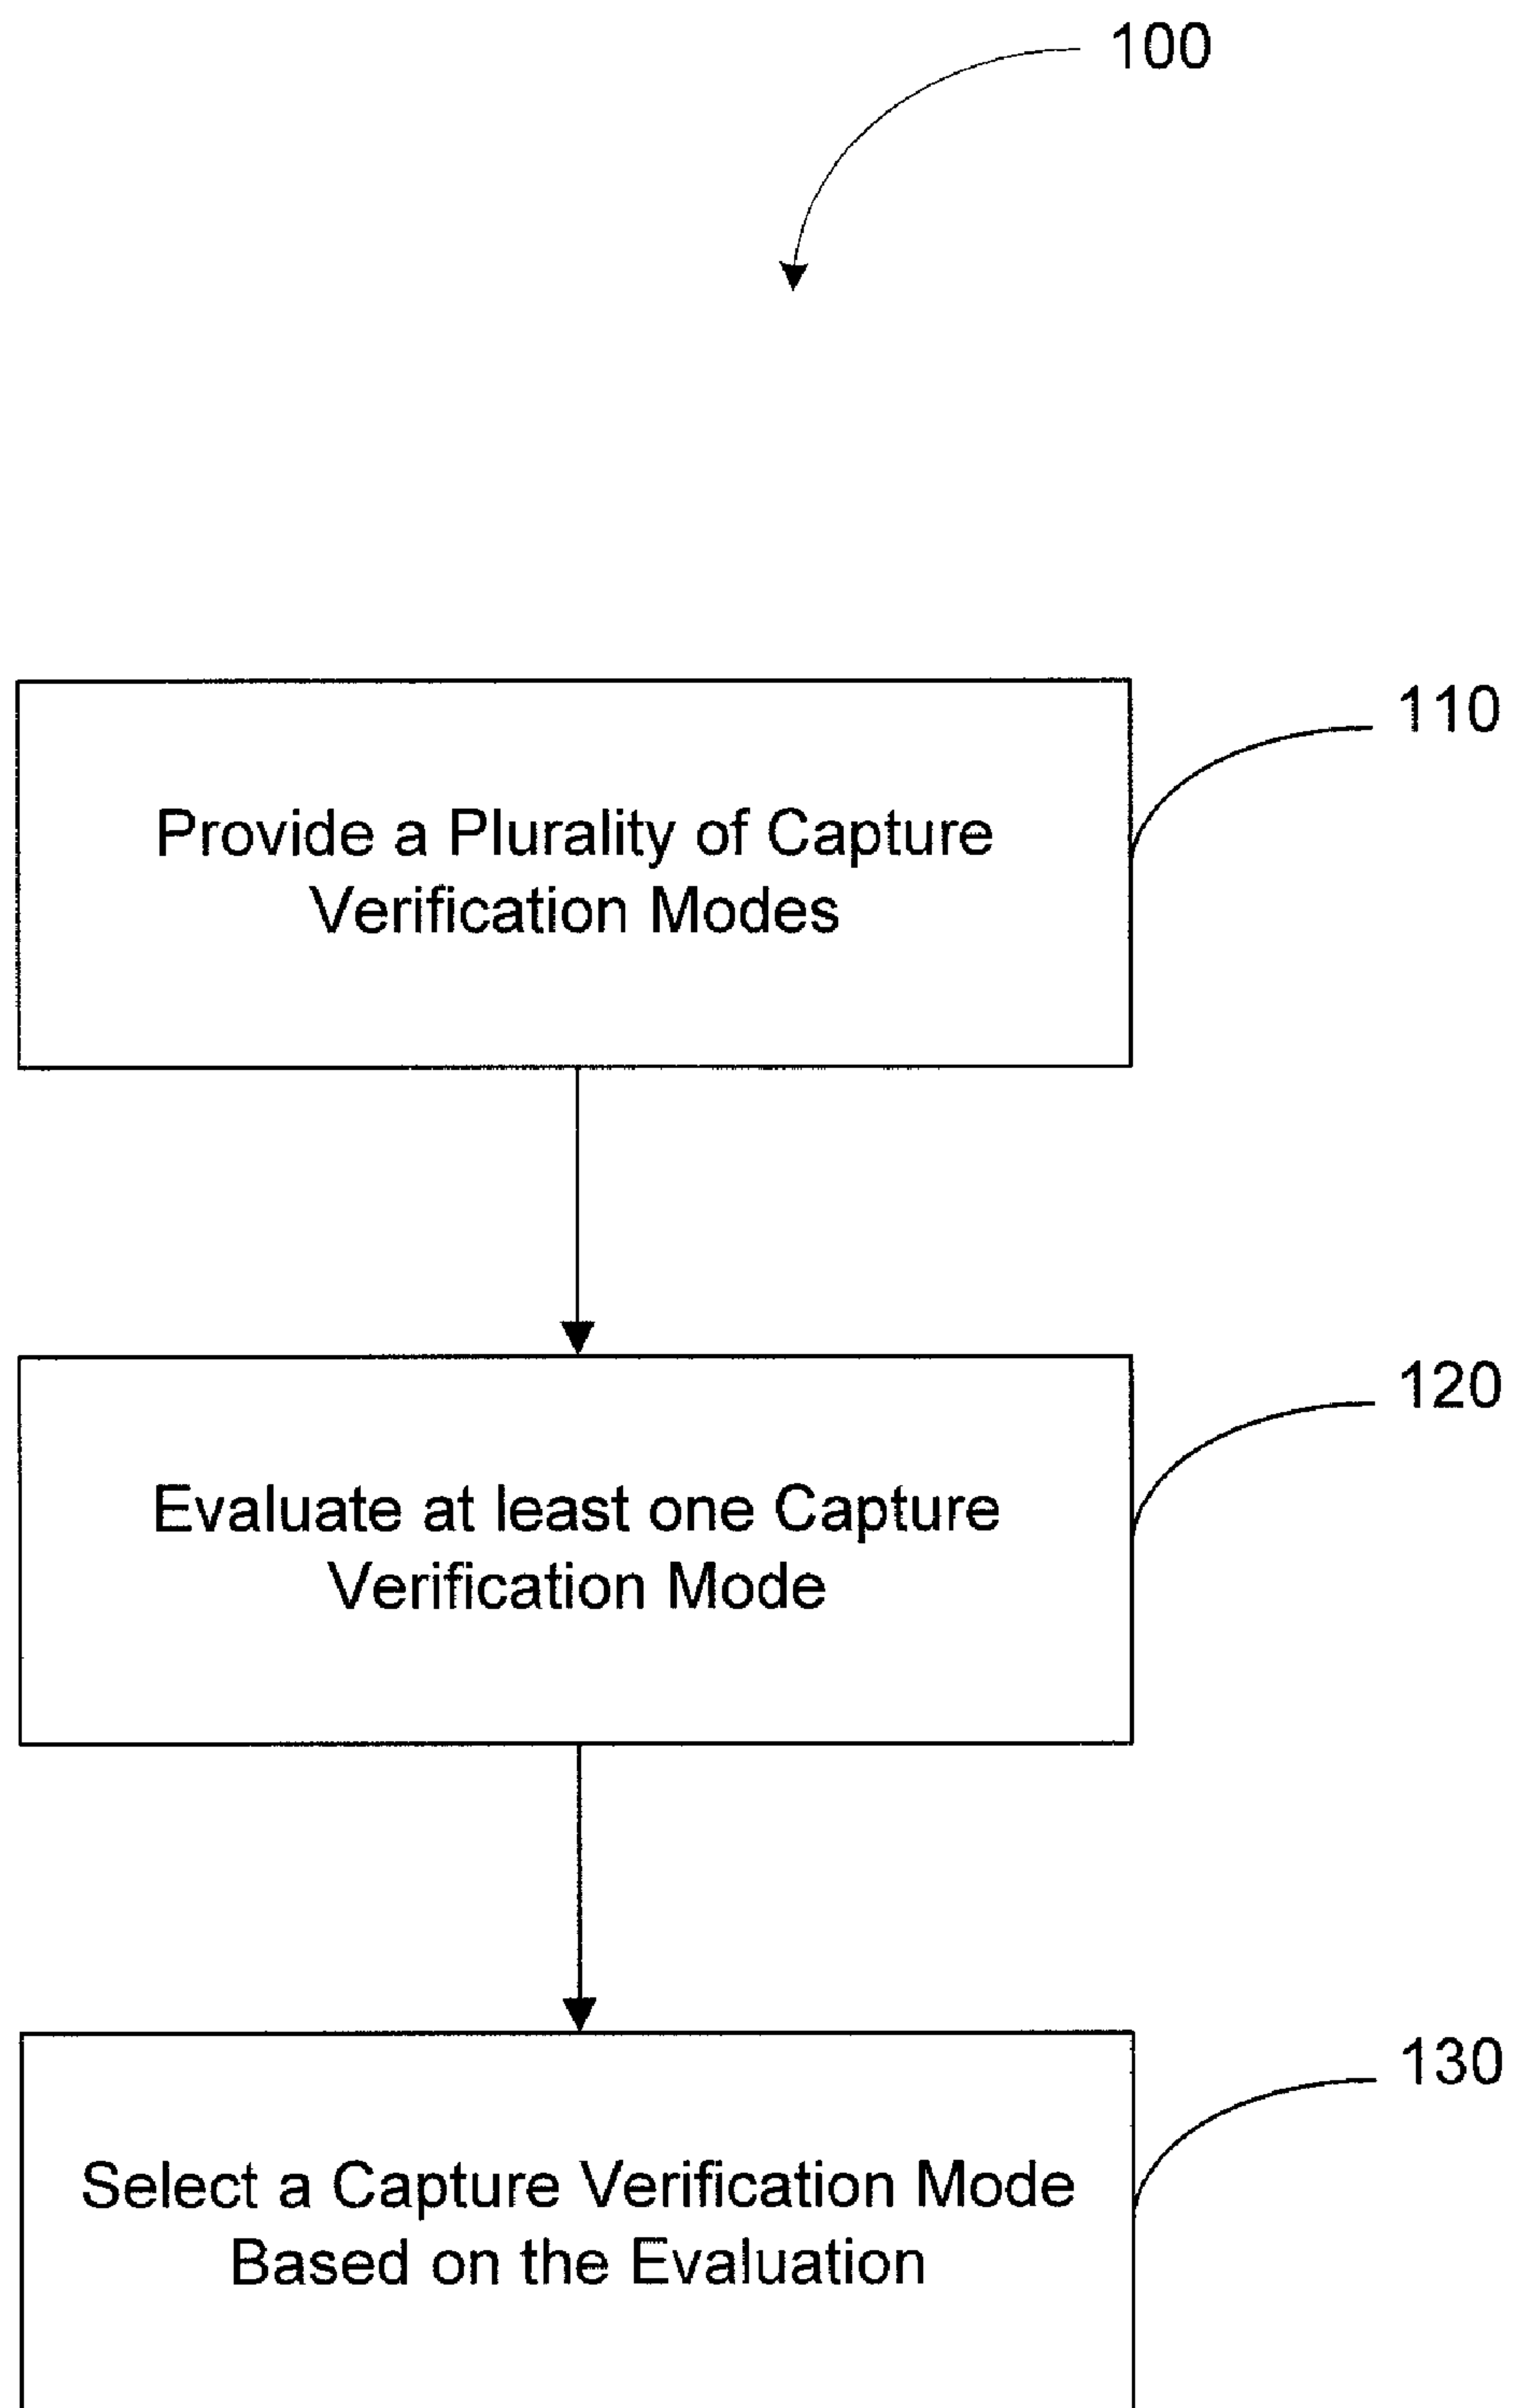 100
110
Provide a Plurality of Capture
Verification Modes
120
Evaluate at least one Capture
Verification Mode
130
Select a Capture Verification Mode
Based on the Evaluation